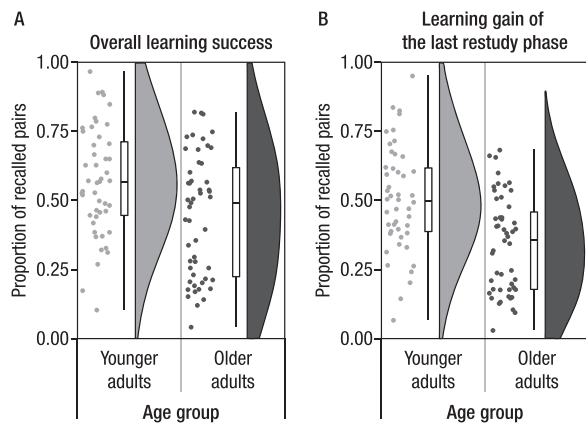 A
Overall learning success
Proportion of recalled pairs
1.00
0.75
0.50
0.25
0.00
Younger
adults
Older
adults
Age group
B
Learning gain of
the last restudy phase
Proportion of recalled pairs
1.00
0.75
0.50
0.25
0.00
Younger
adults
Older
adults
Age group